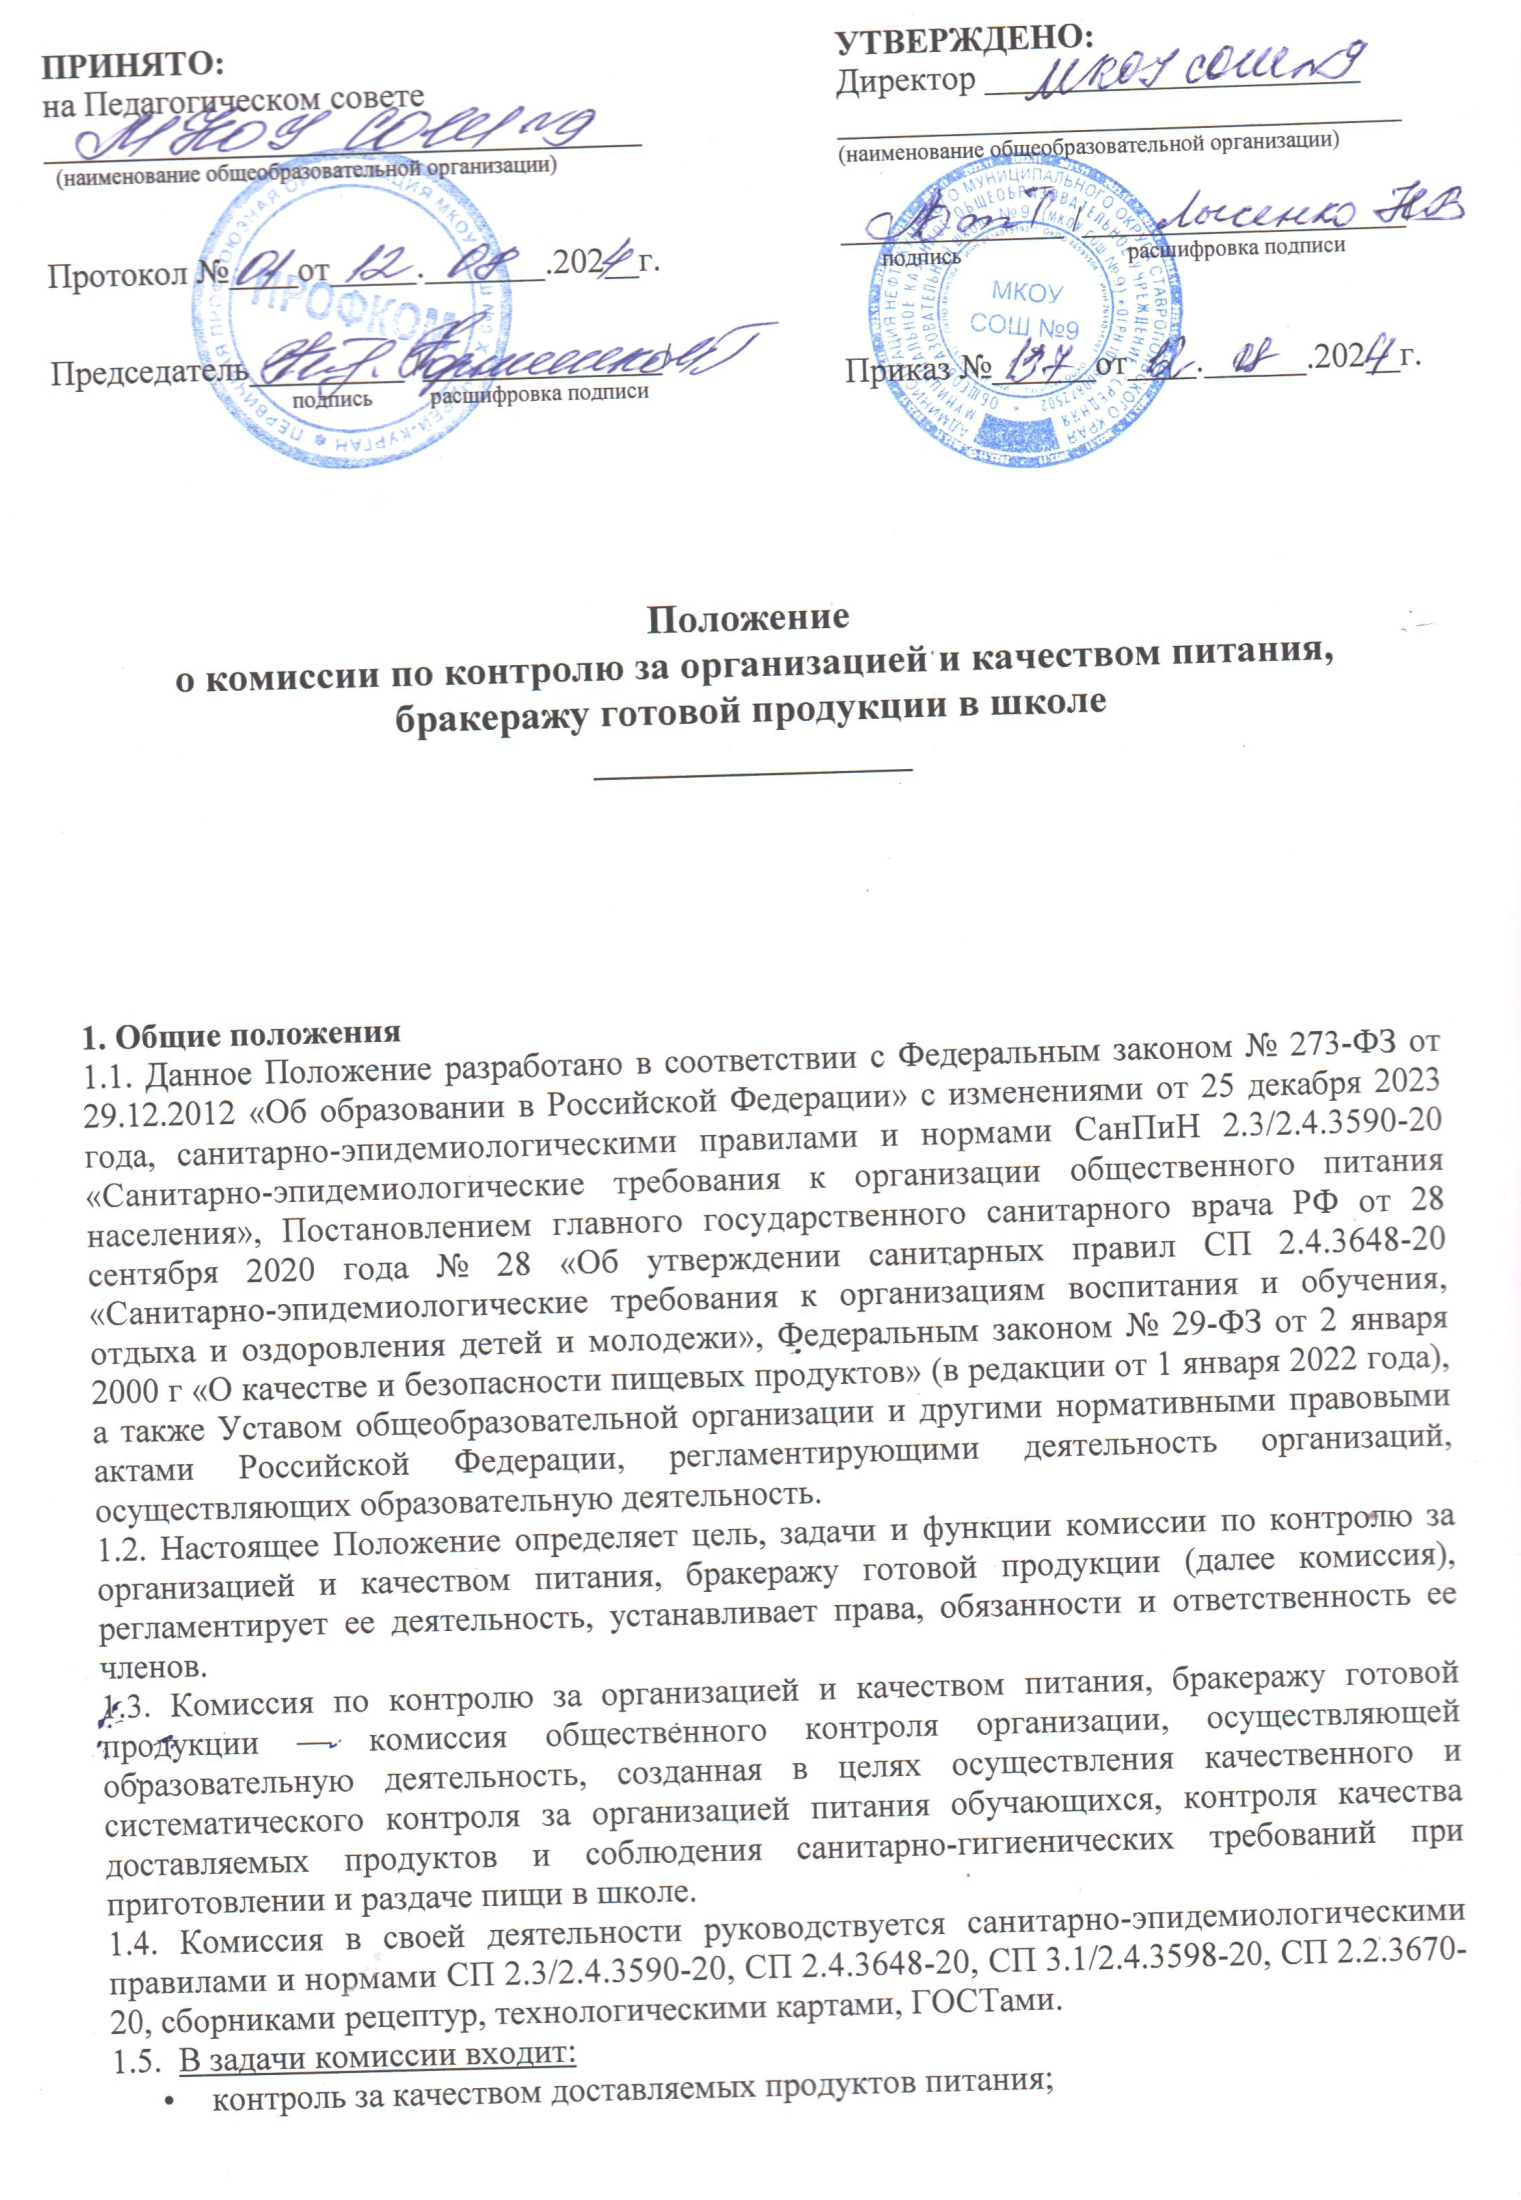 ПРИНЯТО:
на Педагогическом совете
МКОУ СОШ №9
(наименование общеобразовательной организации)
Протокол № 01 от 12 . 08 .2024 г.
Председатель /
подпись расшифровка подписи
ПРОФКОМ
УТВЕРЖДЕНО:
Директор МКОУ СОШ №9
(наименование общеобразовательной организации)
/ Лысенко Н В
подпись расшифровка подписи
МКОУ
СОШ №9
Приказ № 137 от 12 . 08 .2024 г.
Положение
о комиссии по контролю за организацией и качеством питания,
бракеражу готовой продукции в школе
1. Общие положения
1.1. Данное Положение разработано в соответствии с Федеральным законом № 273-ФЗ от
29.12.2012 «Об образовании в Российской Федерации» с изменениями от 25 декабря 2023
года, санитарно-эпидемиологическими правилами и нормами СанПиН 2.3/2.4.3590-20
«Санитарно-эпидемиологические требования к организации общественного питания
населения», Постановлением главного государственного санитарного врача РФ от 28
сентября 2020 года № 28 «Об утверждении санитарных правил СП 2.4.3648-20
«Санитарно-эпидемиологические требования к организациям воспитания и обучения,
отдыха и оздоровления детей и молодежи», Федеральным законом № 29-ФЗ от 2 января
2000 г «О качестве и безопасности пищевых продуктов» (в редакции от 1 января 2022 года),
а также Уставом общеобразовательной организации и другими нормативными правовыми
актами Российской Федерации, регламентирующими деятельность организаций,
осуществляющих образовательную деятельность.
1.2. Настоящее Положение определяет цель, задачи и функции комиссии по контролю за
организацией и качеством питания, бракеражу готовой продукции (далее комиссия),
регламентирует ее деятельность, устанавливает права, обязанности и ответственность ее
членов.
1.3. Комиссия по контролю за организацией и качеством питания, бракеражу готовой
продукции — комиссия общественного контроля организации, осуществляющей
образовательную деятельность, созданная в целях осуществления качественного и
систематического контроля за организацией питания обучающихся, контроля качества
доставляемых продуктов и соблюдения санитарно-гигиенических требований при
приготовлении и раздаче пищи в школе.
1.4. Комиссия в своей деятельности руководствуется санитарно-эпидемиологическими
правилами и нормами СП 2.3/2.4.3590-20, СП 2.4.3648-20, СП 3.1/2.4.3598-20, СП 2.2.3670-
20, сборниками рецептур, технологическими картами, ГОСТами.
1.5. В задачи комиссии входит:
• контроль за качеством доставляемых продуктов питания;